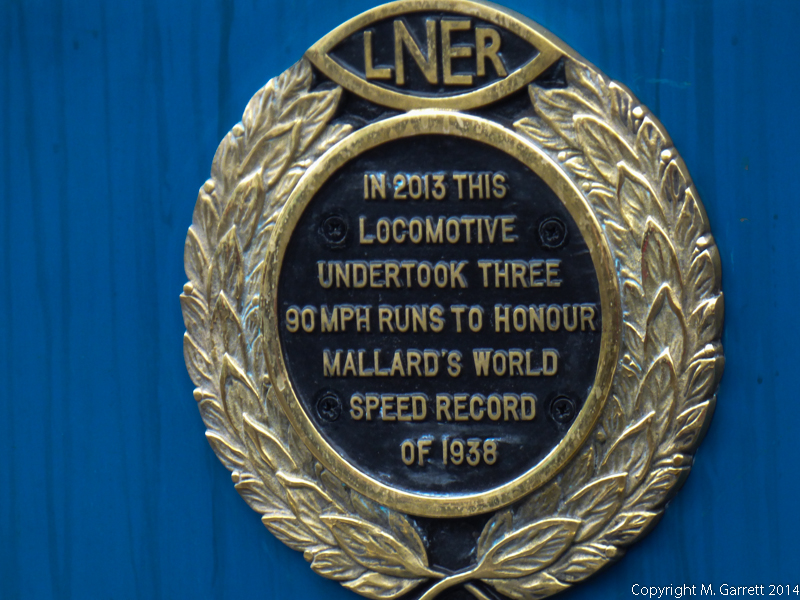 LNER
IN 2013 THIS
LOCOMOTIVE
UNDERTOOK THREE
90 MPH RUNS TO HONOUR
MALLARD'S WORLD
SPEED RECORD
OF 1938
Copyright M. Garrett 2014